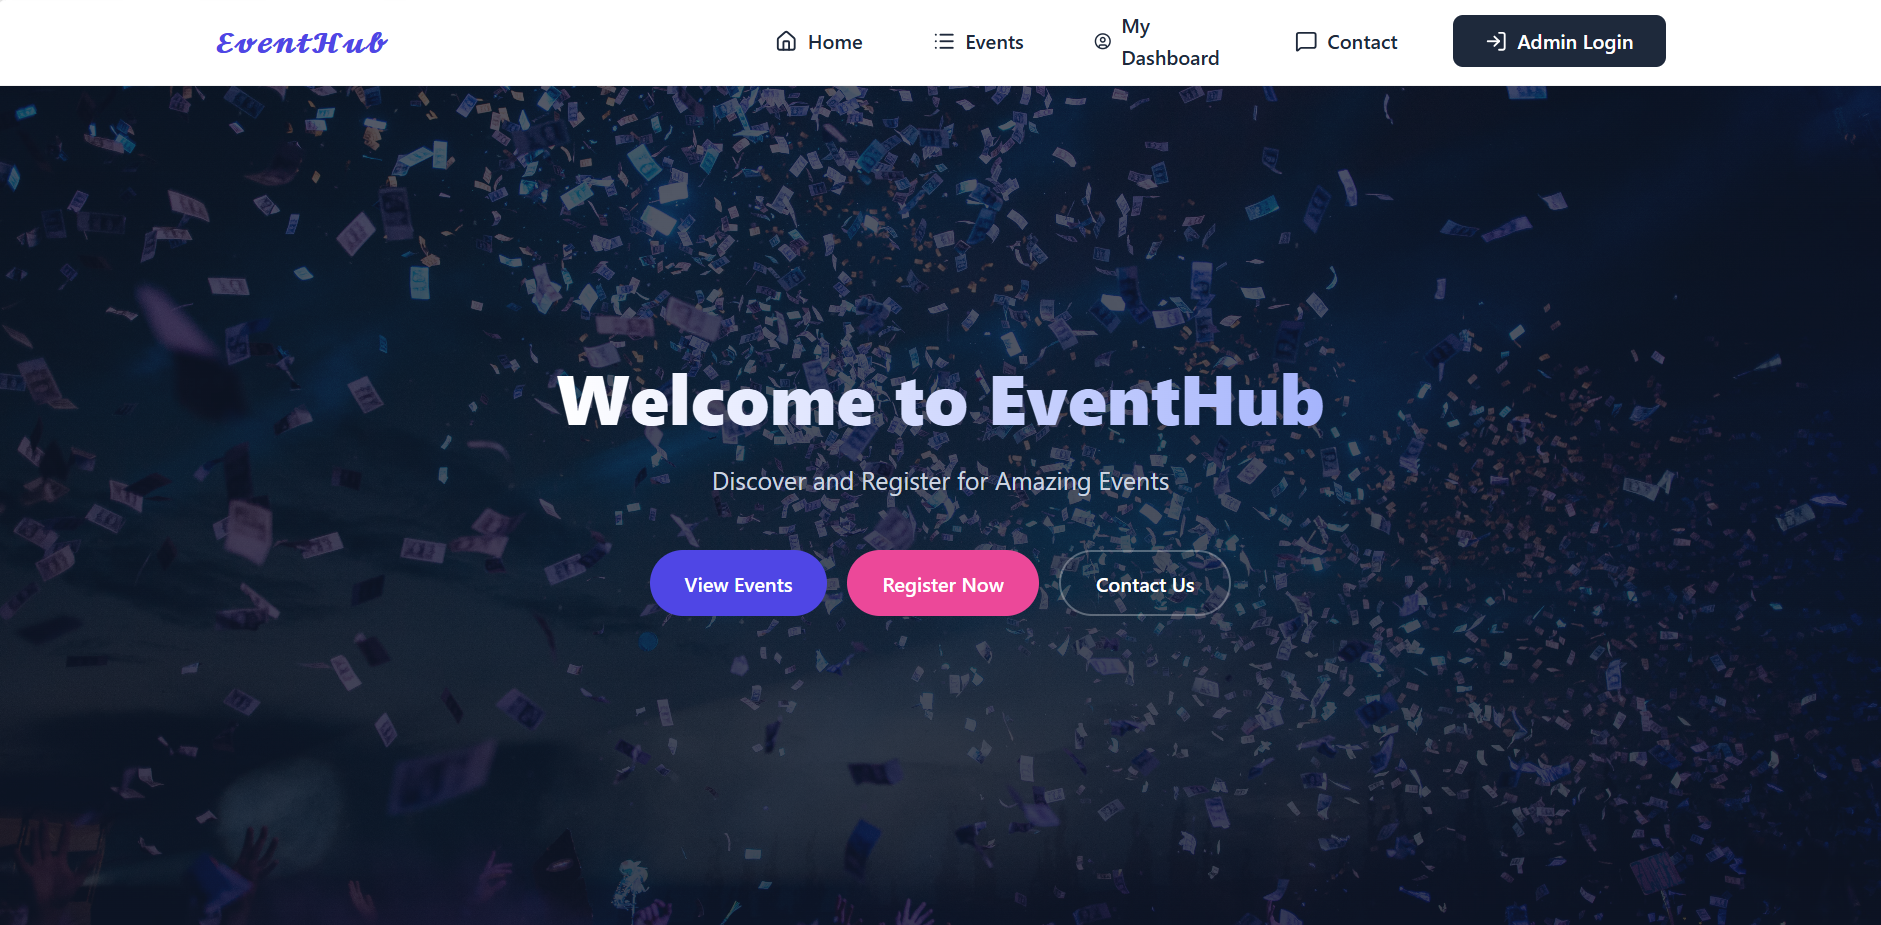 EventHub
Home
Events
My
Dashboard
Contact
Admin Login
Welcome to EventHub
Discover and Register for Amazing Events
View Events
Register Now
Contact Us